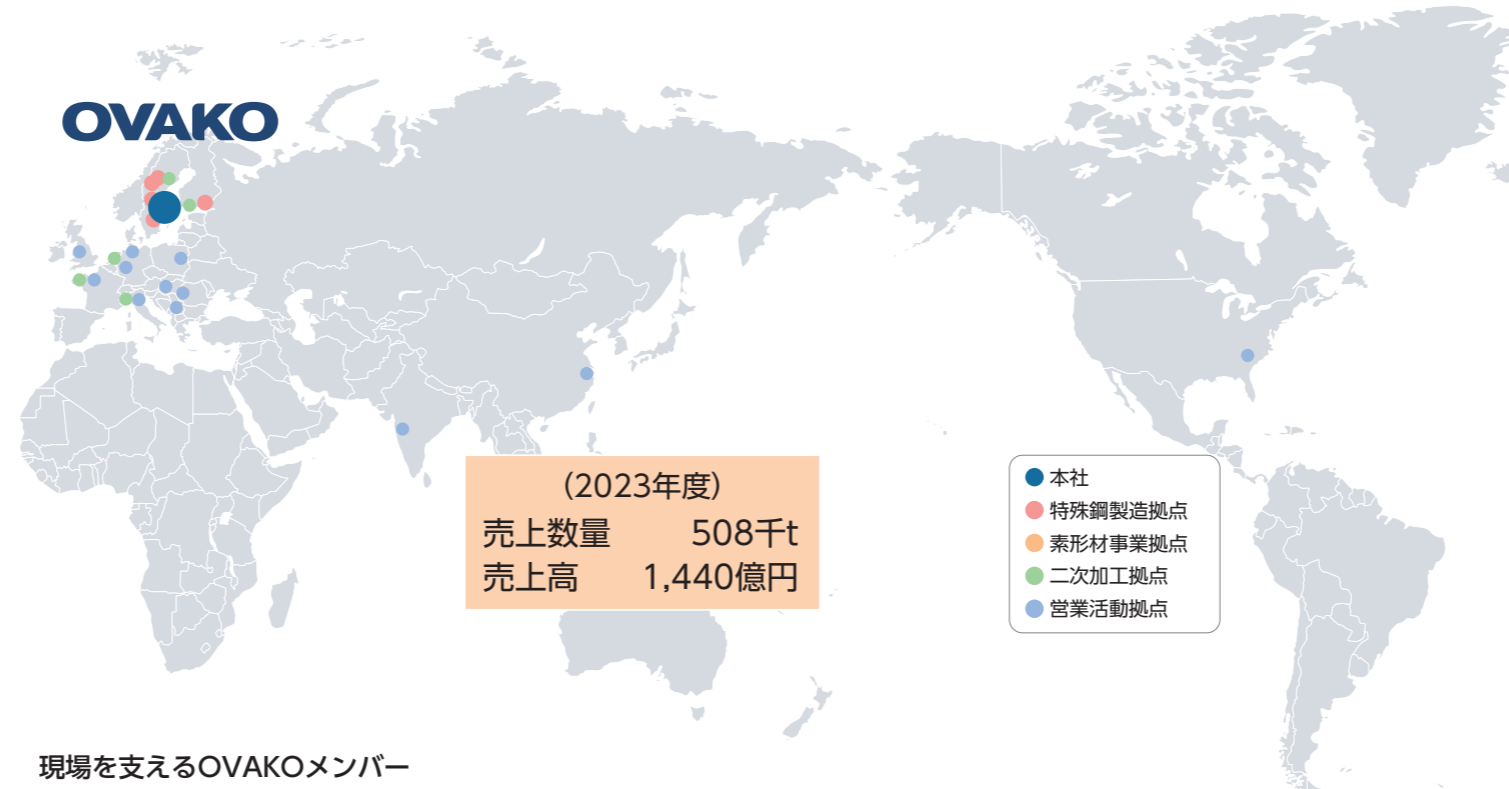 OVAKO
（2023年度）
売上数量 508千t
売上高 1,440億円
本社
特殊鋼製造拠点
素形材事業拠点
二次加工拠点
営業活動拠点
現場を支えるOVAKOメンバー